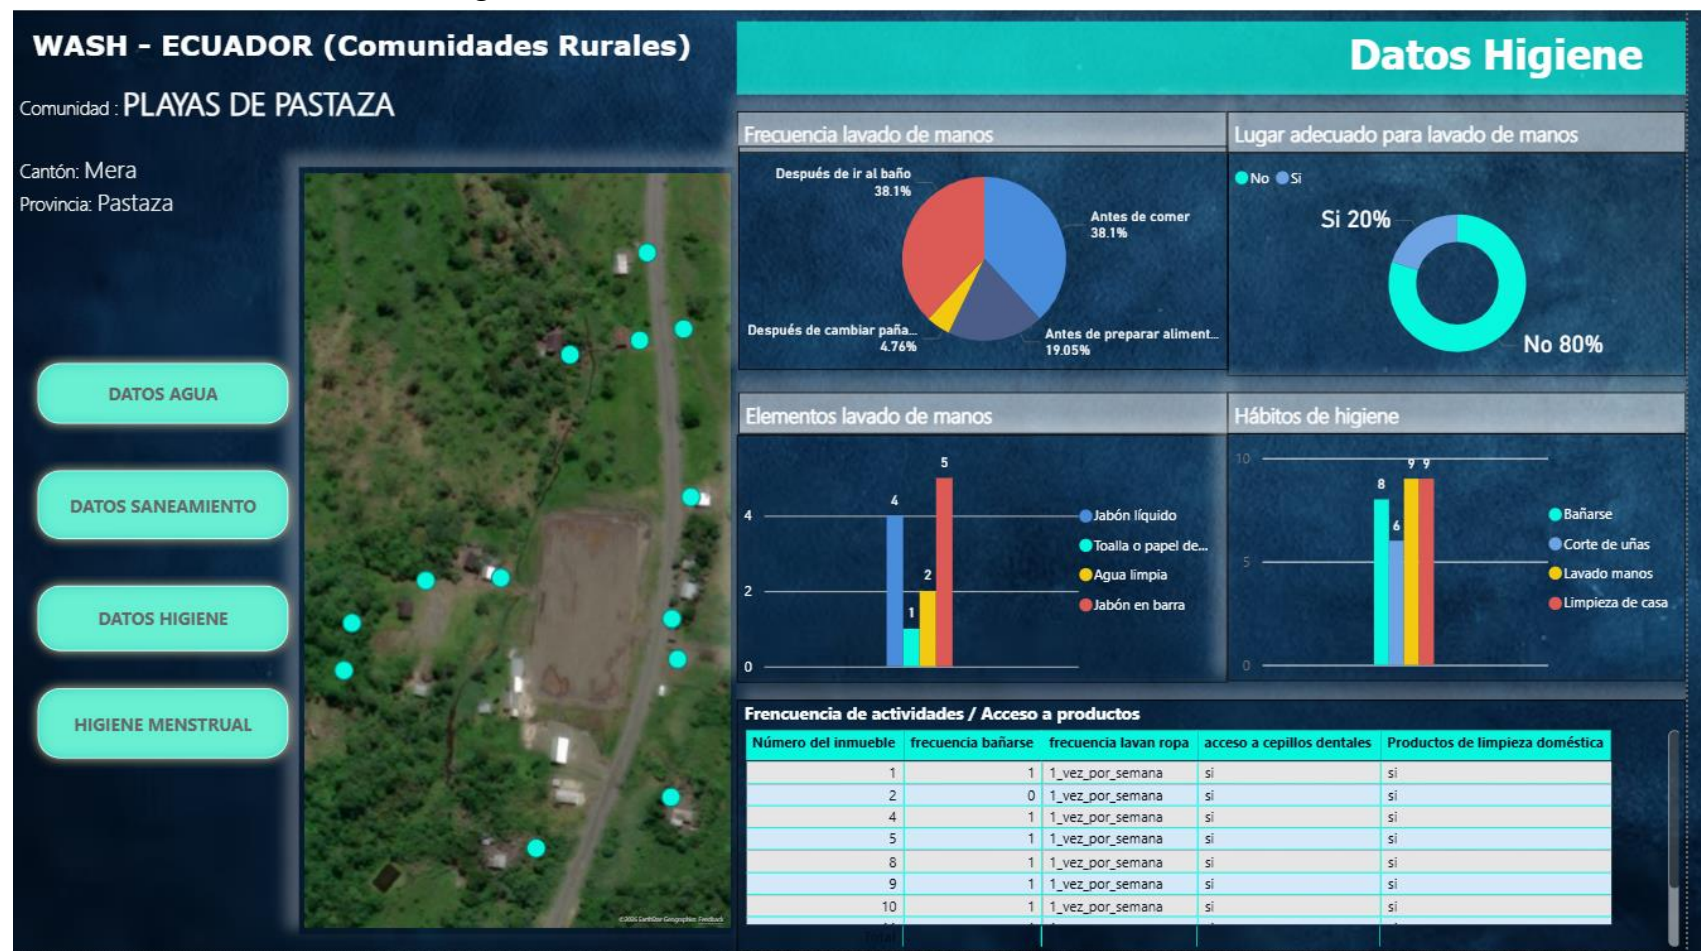 WASH - ECUADOR (Comunidades Rurales)
Comunidad : PLAYAS DE PASTAZA
Cantón: Mera
Provincia: Pastaza
DATOS AGUA
DATOS SANEAMIENTO
DATOS HIGIENE
HIGIENE MENSTRUAL
Datos Higiene
Frecuencia lavado de manos
Después de ir al baño
38.1%
Antes de comer
38.1%
Después de cambiar paña...
4.76%
Antes de preparar aliment...
19.05%
Lugar adecuado para lavado de manos
No Si
Si 20%
No 80%
Elementos lavado de manos
5
4
4
2
1
2
0
Jabón líquido
Toalla o papel de...
Agua limpia
Jabón en barra
Hábitos de higiene
10
9 9
8
6
5
0
Bañarse
Corte de uñas
Lavado manos
Limpieza de casa
Frencuencia de actividades / Acceso a productos
Número del inmueble frecuencia bañarse frecuencia lavan ropa acceso a cepillos dentales Productos de limpieza doméstica
1 1 1_vez_por_semana si si
2 0 1_vez_por_semana si si
4 1 1_vez_por_semana si si
5 1 1_vez_por_semana si si
8 1 1_vez_por_semana si si
9 1 1_vez_por_semana si si
10 1 1_vez_por_semana si si
Total